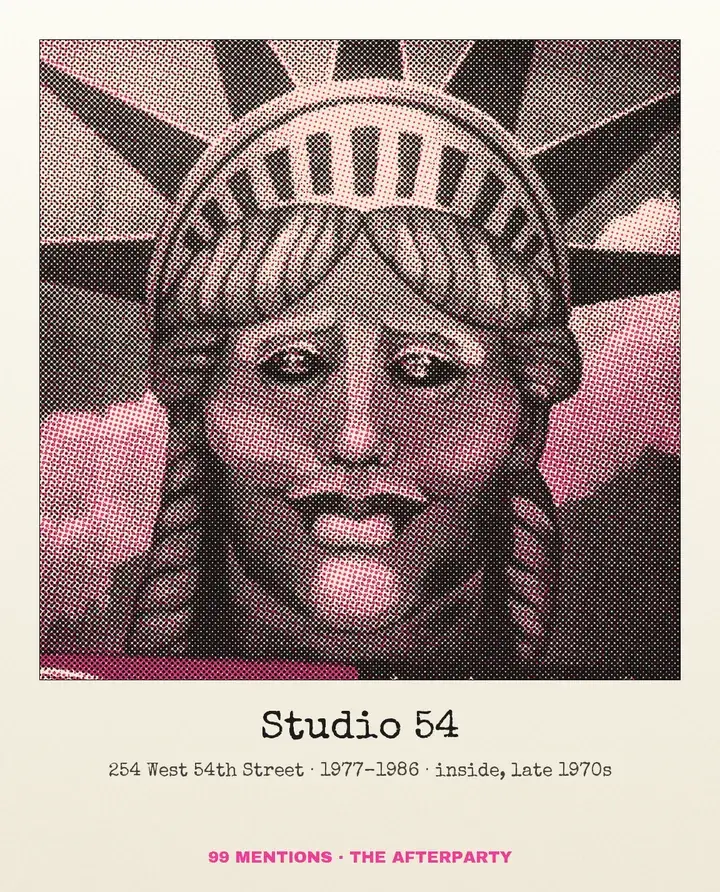 Studio 54
254 West 54th Street · 1977–1986 · inside, late 1970s
99 MENTIONS · THE AFTERPARTY